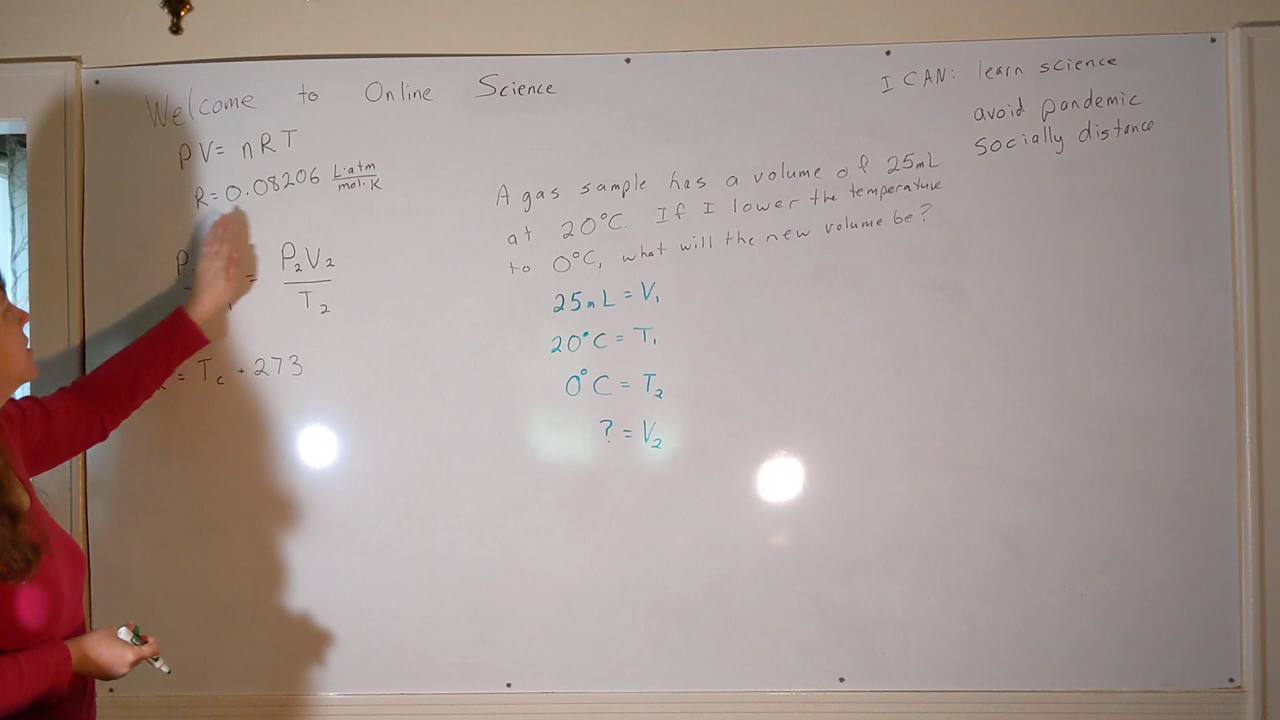 Welcome to Online Science
PV = nRT
R = 0.08206 L·atm / mol·K
P = P₂V₂ / T₂
= Tc + 273
A gas sample has a volume of 25mL
at 20°C. If I lower the temperature
to 0°C, what will the new volume be?
25mL = V₁
20°C = T₁
0°C = T₂
? = V₂
I CAN: learn science
avoid pandemic
socially distance